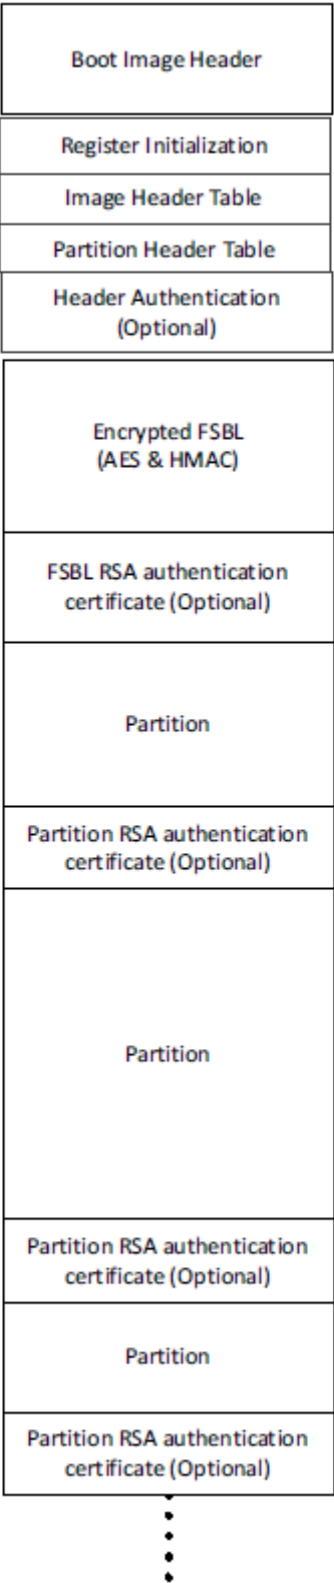 Boot Image Header
Register Initialization
Image Header Table
Partition Header Table
Header Authentication
(Optional)
Encrypted FSBL
(AES & HMAC)
FSBL RSA authentication
certificate (Optional)
Partition
Partition RSA authentication
certificate (Optional)
Partition
Partition RSA authentication
certificate (Optional)
Partition
Partition RSA authentication
certificate (Optional)